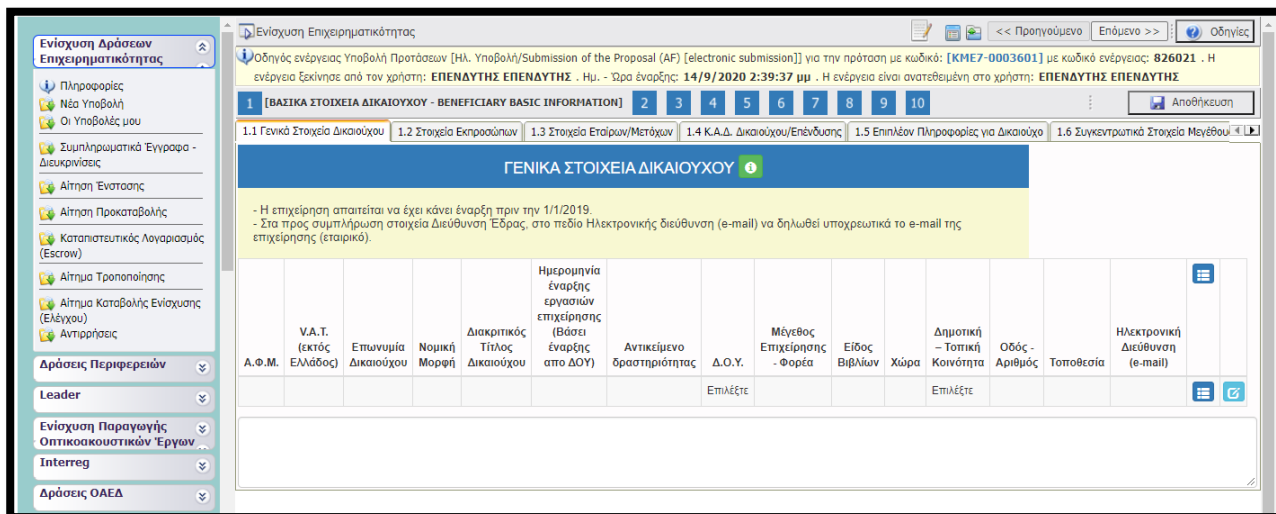 Ενίσχυση Δράσεων
Επιχειρηματικότητας
Πληροφορίες
Νέα Υποβολή
Οι Υποβολές μου
Συμπληρωματικά Έγγραφα -
Διευκρινίσεις
Αίτηση Ένστασης
Αίτηση Προκαταβολής
Καταπιστευτικός Λογαριασμός
(Escrow)
Αίτημα Τροποποίησης
Αίτημα Καταβολής Ενίσχυσης
(Ελέγχου)
Αντιρρήσεις
Δράσεις Περιφερειών
Leader
Ενίσχυση Παραγωγής
Οπτικοακουστικών Έργων
Interreg
Δράσεις ΟΑΕΔ
Ενίσχυση Επιχειρηματικότητας
<< Προηγούμενο
Επόμενο >>
Οδηγίες
Οδηγός ενέργειας Υποβολή Προτάσεων [Ηλ. Υποβολή/Submission of the Proposal (AF) [electronic submission]] για την πρόταση με κωδικό: [ΚΜΕ7-0003601] με κωδικό ενέργειας: 826021 . Η
ενέργεια ξεκίνησε από τον χρήστη: ΕΠΕΝΔΥΤΗΣ ΕΠΕΝΔΥΤΗΣ . Ημ. - Ώρα έναρξης: 14/9/2020 2:39:37 μμ . Η ενέργεια είναι ανατεθειμένη στο χρήστη: ΕΠΕΝΔΥΤΗΣ ΕΠΕΝΔΥΤΗΣ
1 [ΒΑΣΙΚΑ ΣΤΟΙΧΕΙΑ ΔΙΚΑΙΟΥΧΟΥ - BENEFICIARY BASIC INFORMATION] 2 3 4 5 6 7 8 9 10
Αποθήκευση
1.1 Γενικά Στοιχεία Δικαιούχου
1.2 Στοιχεία Εκπροσώπων
1.3 Στοιχεία Εταίρων/Μετόχων
1.4 Κ.Α.Δ. Δικαιούχου/Επένδυσης
1.5 Επιπλέον Πληροφορίες για Δικαιούχο
1.6 Συγκεντρωτικά Στοιχεία Μεγέθου
ΓΕΝΙΚΑ ΣΤΟΙΧΕΙΑ ΔΙΚΑΙΟΥΧΟΥ
- Η επιχείρηση απαιτείται να έχει κάνει έναρξη πριν την 1/1/2019.
- Στα προς συμπλήρωση στοιχεία Διεύθυνση Έδρας, στο πεδίο Ηλεκτρονικής διεύθυνση (e-mail) να δηλωθεί υποχρεωτικά το e-mail της
επιχείρησης (εταιρικό).
Α.Φ.Μ.
V.A.T.
(εκτός
Ελλάδος)
Επωνυμία
Δικαιούχου
Νομική
Μορφή
Διακριτικός
Τίτλος
Δικαιούχου
Ημερομηνία
έναρξης
εργασιών
επιχείρησης
(Βάσει
έναρξης
απο ΔΟΥ)
Αντικείμενο
δραστηριότητας
Δ.Ο.Υ.
Μέγεθος
Επιχείρησης
- Φορέα
Είδος
Βιβλίων
Χώρα
Δημοτική
– Τοπική
Κοινότητα
Οδός -
Αριθμός
Τοποθεσία
Ηλεκτρονική
Διεύθυνση
(e-mail)
Επιλέξτε
Επιλέξτε